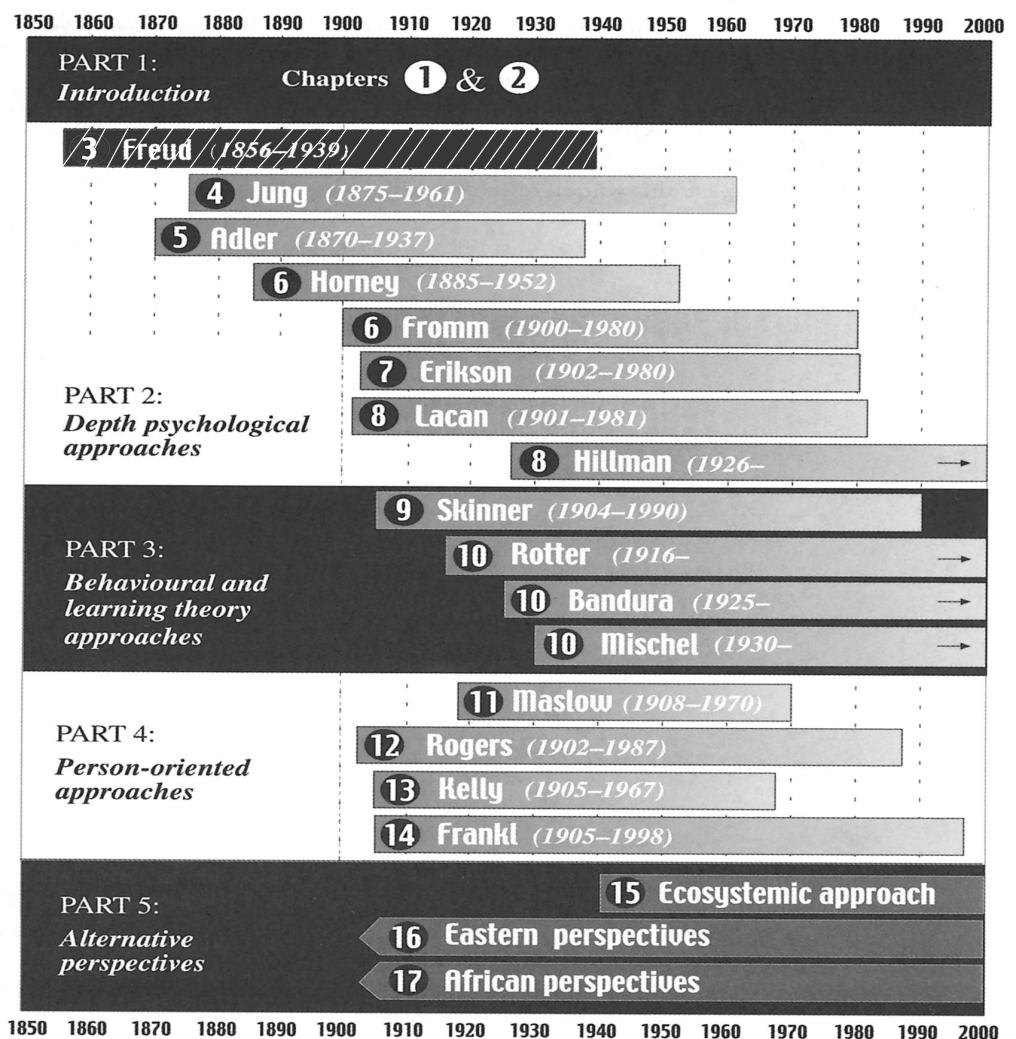 1850 1860 1870 1880 1890 1900 1910 1920 1930 1940 1950 1960 1970 1980 1990 2000
PART 1:
Introduction
Chapters 1 & 2
3 Freud (1856–1939)
4 Jung (1875–1961)
5 Adler (1870–1937)
6 Horney (1885–1952)
6 Fromm (1900–1980)
7 Erikson (1902–1980)
8 Lacan (1901–1981)
8 Hillman (1926–
PART 2:
Depth psychological
approaches
9 Skinner (1904–1990)
10 Rotter (1916–
10 Bandura (1925–
10 Mischel (1930–
PART 3:
Behavioural and
learning theory
approaches
11 Maslow (1908–1970)
12 Rogers (1902–1987)
13 Kelly (1905–1967)
14 Frankl (1905–1998)
PART 4:
Person-oriented
approaches
15 Ecosystemic approach
16 Eastern perspectives
17 African perspectives
PART 5:
Alternative
perspectives
1850 1860 1870 1880 1890 1900 1910 1920 1930 1940 1950 1960 1970 1980 1990 2000